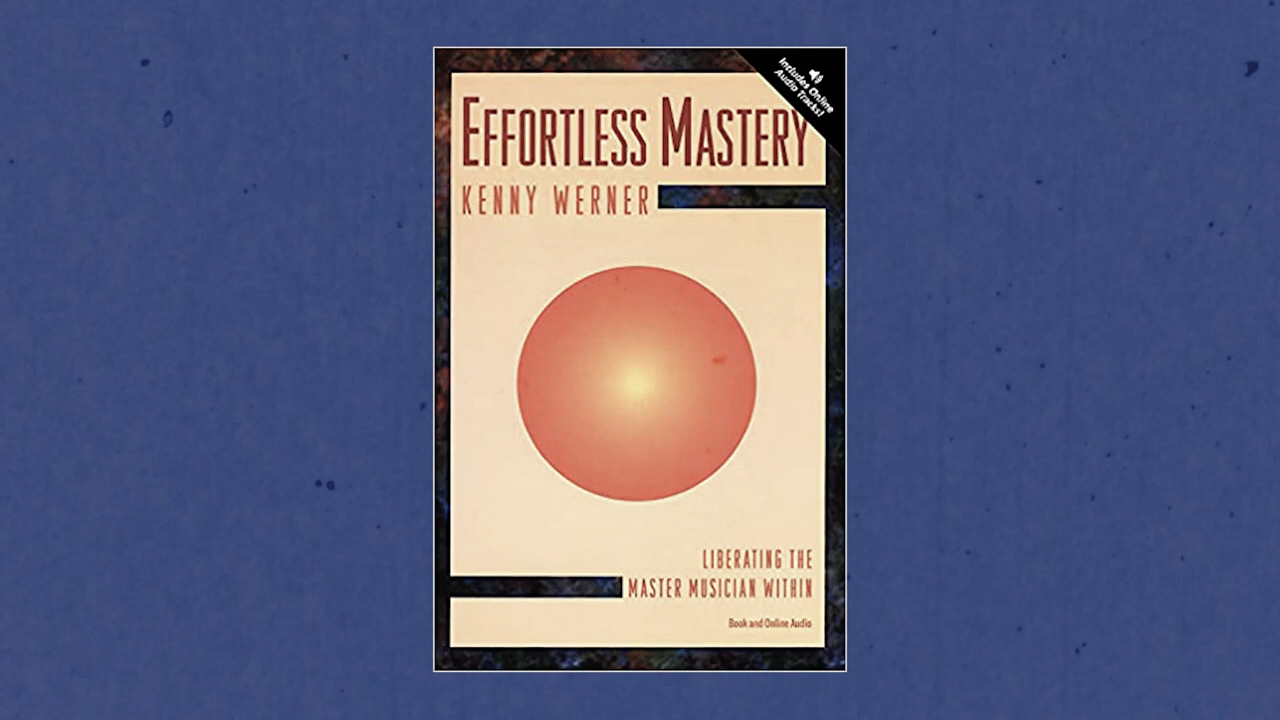 Includes Online
Audio Tracks!
EFFORTLESS MASTERY
KENNY WERNER
LIBERATING THE
MASTER MUSICIAN WITHIN
Book and Online Audio